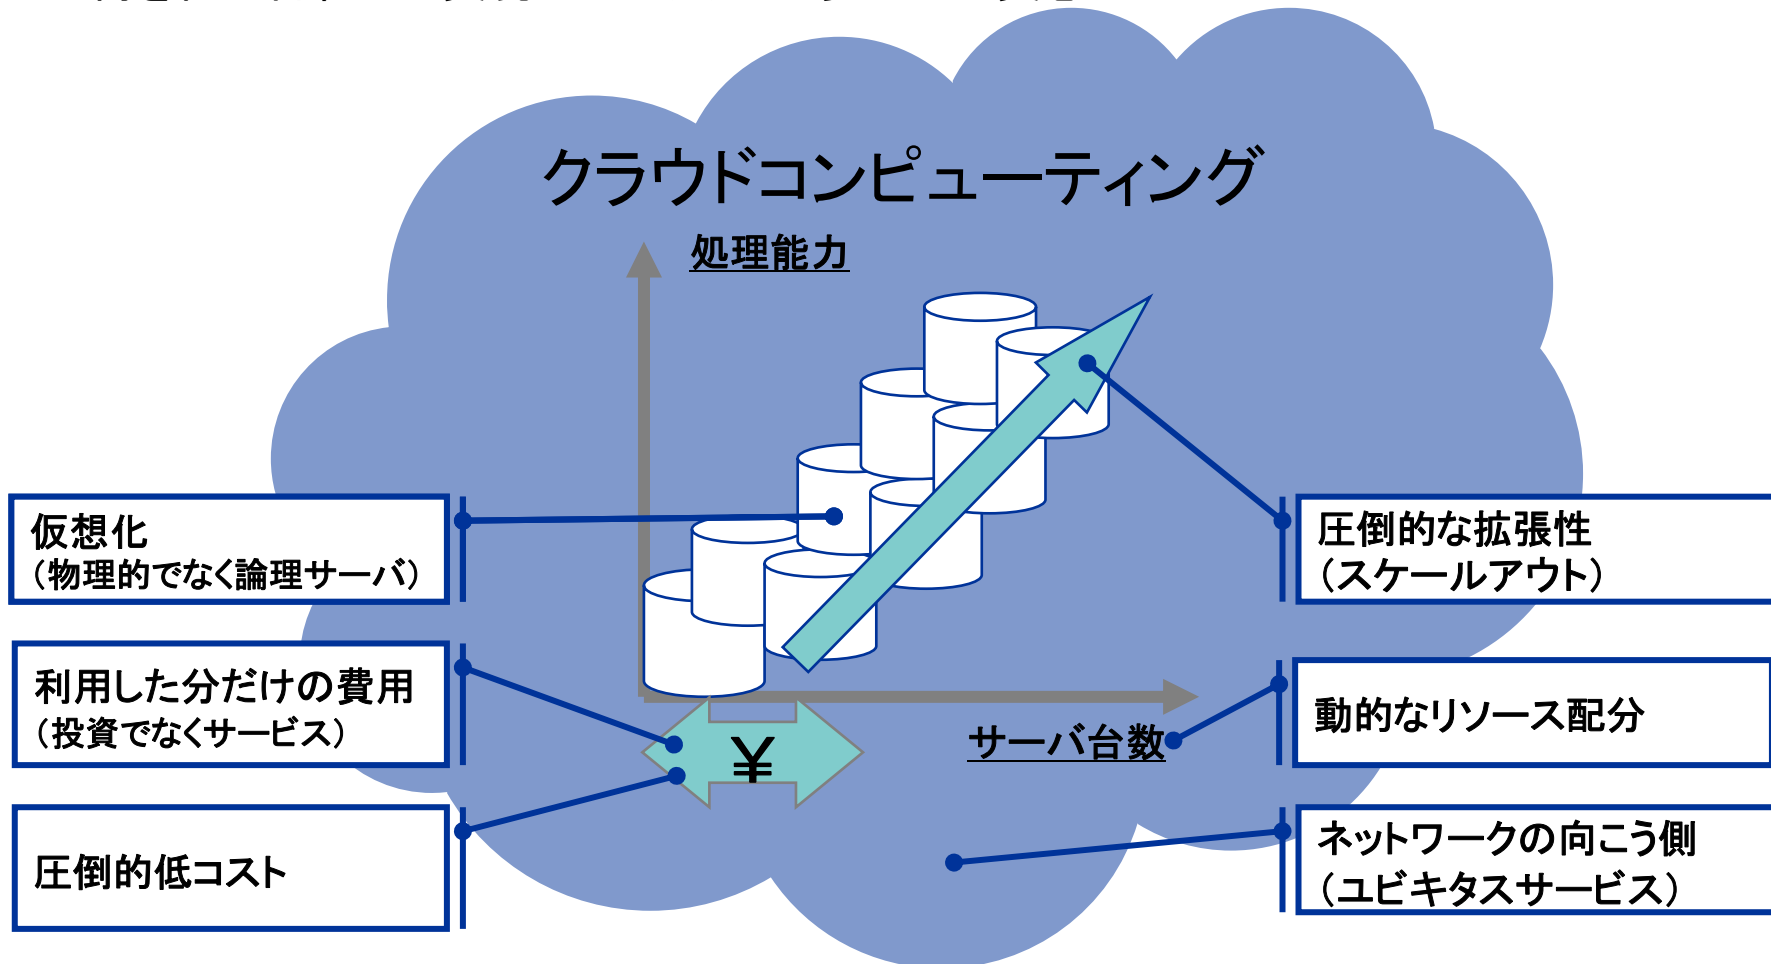 クラウドコンピューティング
処理能力
仮想化
（物理的でなく論理サーバ）
利用した分だけの費用
（投資でなくサービス）
圧倒的低コスト
¥
サーバ台数
圧倒的な拡張性
（スケールアウト）
動的なリソース配分
ネットワークの向こう側
（ユビキタスサービス）